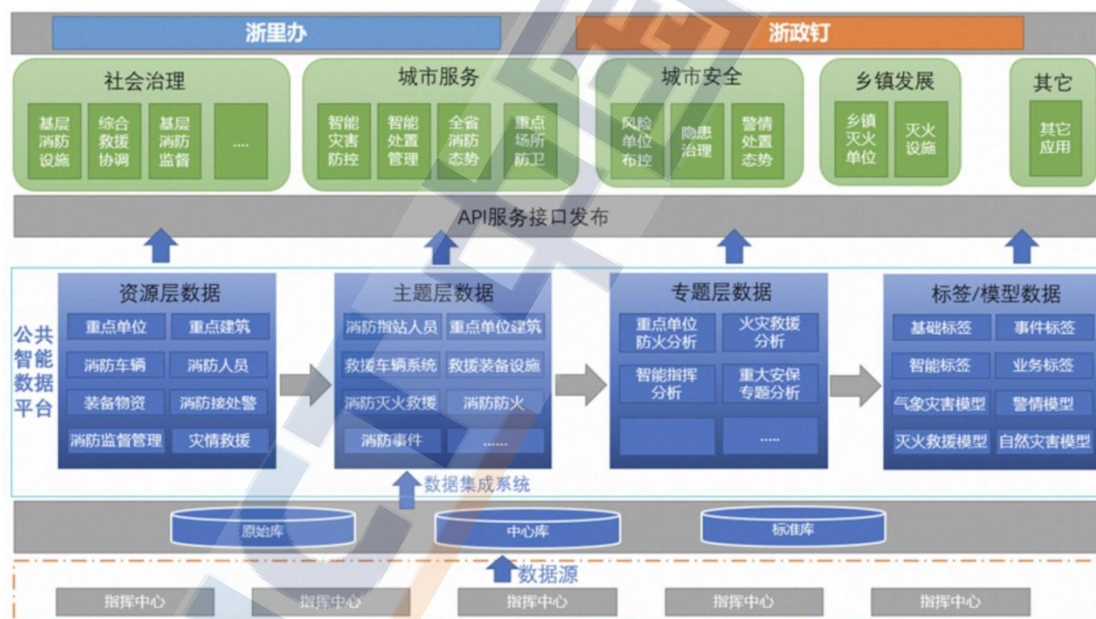 浙里办
浙政钉
社会治理
基层
消防
设施
综合
救援
协调
基层
消防
监督
....
城市服务
智能
灾害
防控
智能
处置
管理
全省
消防
态势
重点
场所
防卫
城市安全
风险
单位
布控
隐患
治理
警情
处置
态势
乡镇发展
乡镇
灭火
单位
灭火
设施
其它
其它
应用
API服务接口发布
公共
智能
数据
平台
资源层数据
重点单位
重点建筑
消防车辆
消防人员
装备物资
消防接处警
消防监督管理
灾情救援
主题层数据
消防指站人员
重点单位建筑
救援车辆系统
救援装备设施
消防灭火救援
消防防火
消防事件
......
专题层数据
重点单位
防火分析
火灾救援
分析
智能指挥
分析
重大安保
专题分析
.....
标签/模型数据
基础标签
事件标签
智能标签
业务标签
气象灾害模型
警情模型
灭火救援模型
自然灾害模型
数据集成系统
原始库
中心库
标准库
数据源
指挥中心
指挥中心
指挥中心
指挥中心
指挥中心